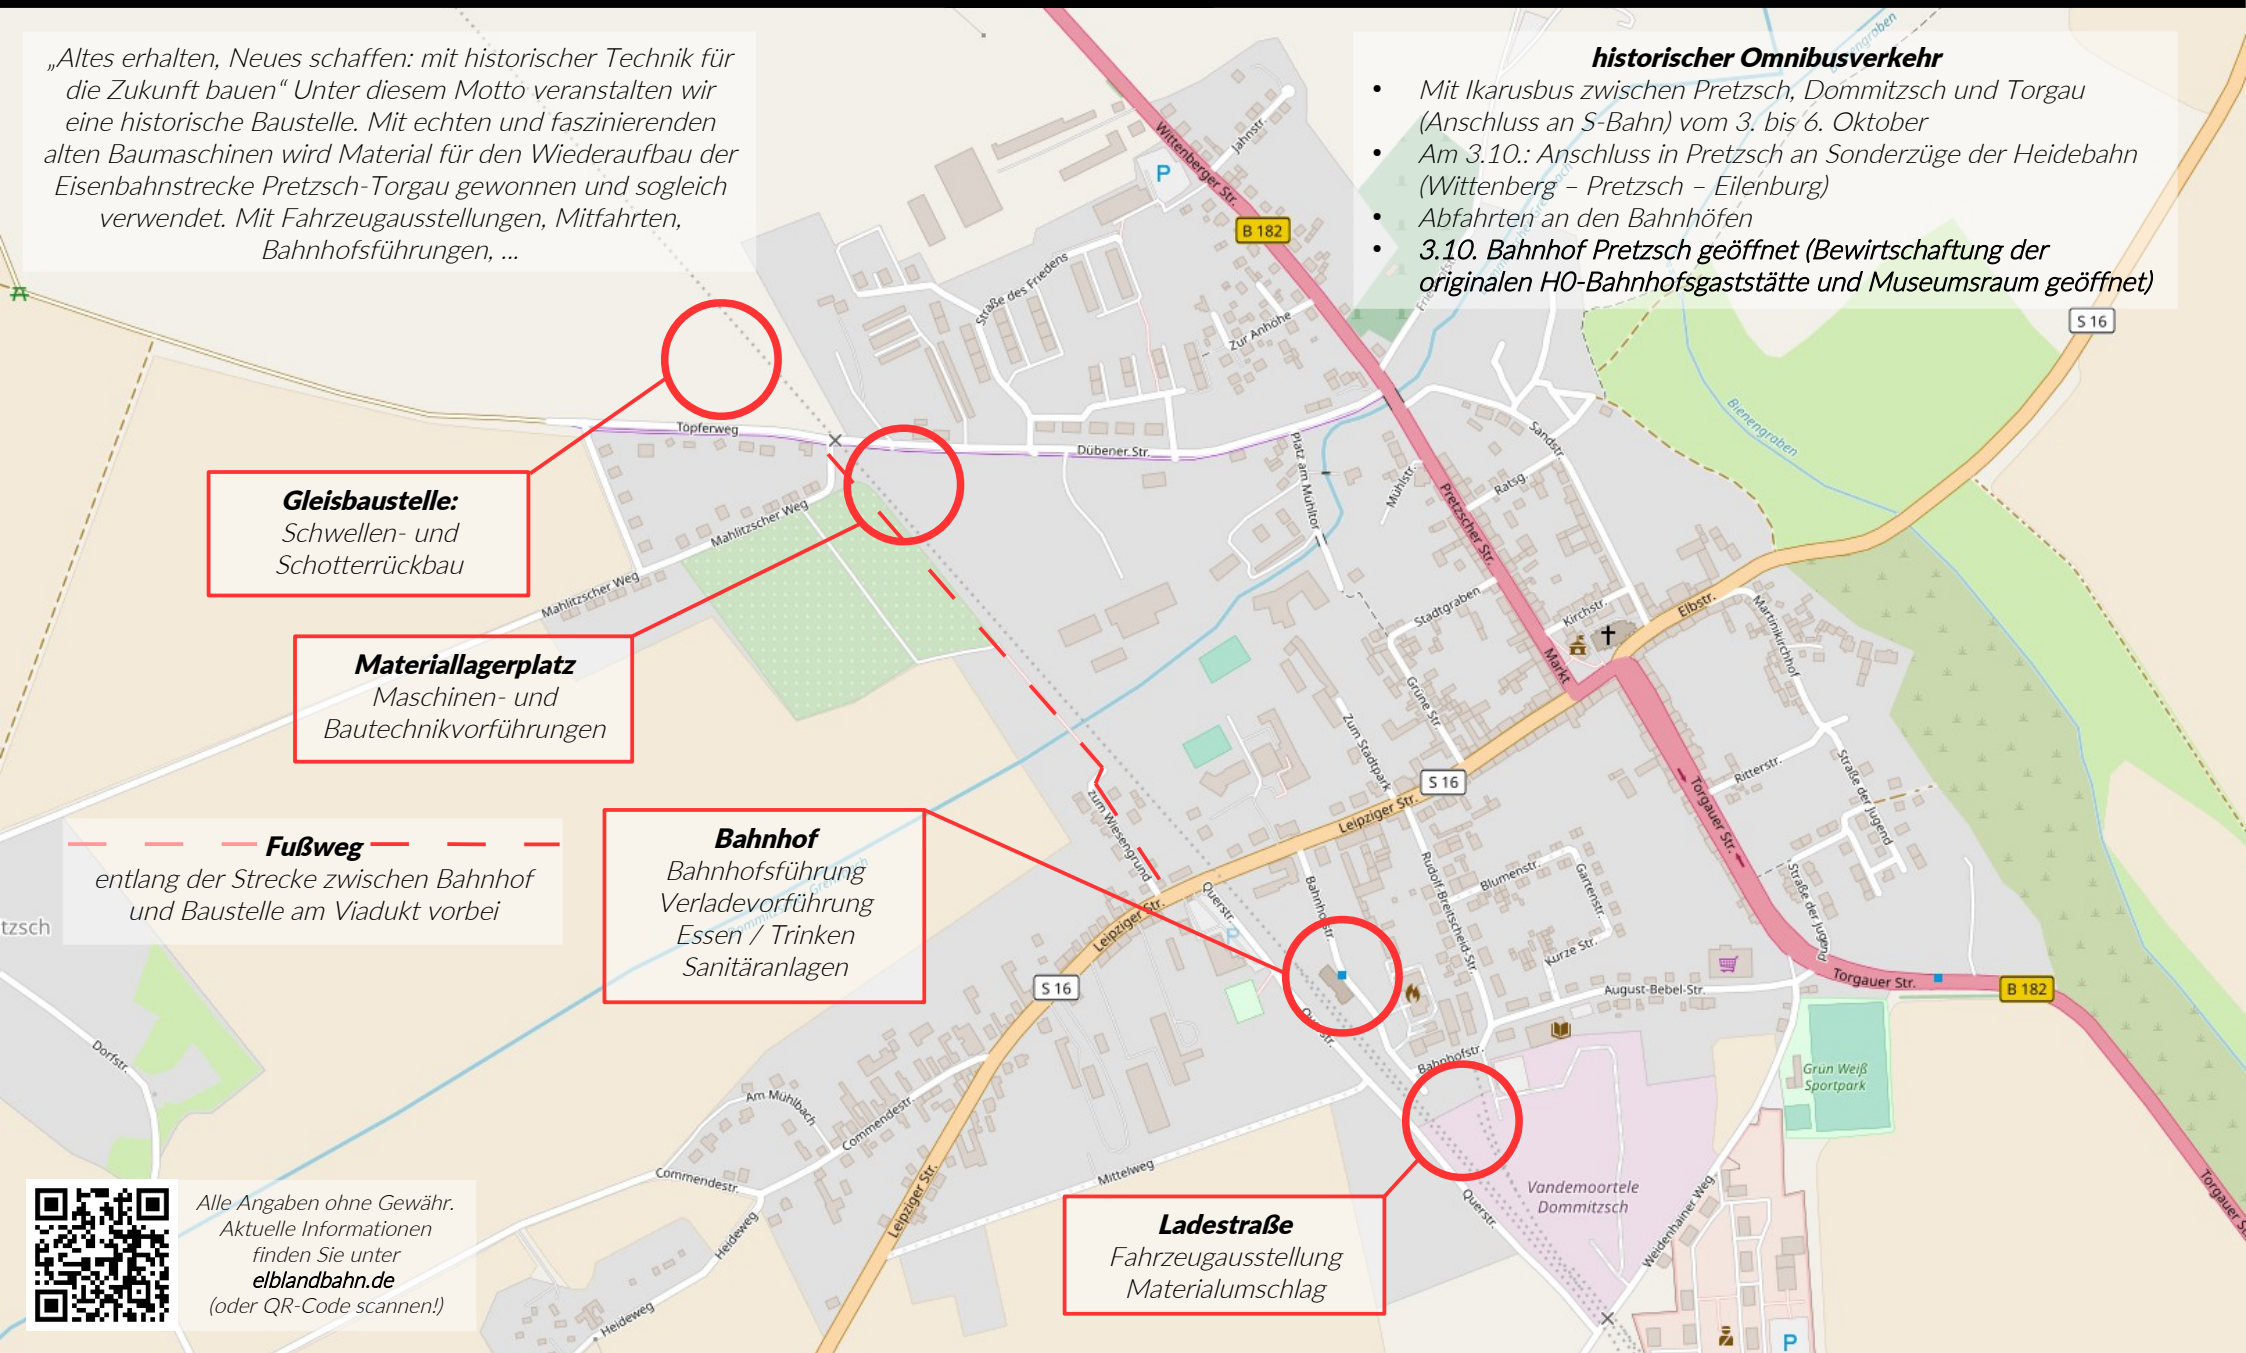 „Altes erhalten, Neues schaffen: mit historischer Technik für
die Zukunft bauen“ Unter diesem Motto veranstalten wir
eine historische Baustelle. Mit echten und faszinierenden
alten Baumaschinen wird Material für den Wiederaufbau der
Eisenbahnstrecke Pretzsch-Torgau gewonnen und sogleich
verwendet. Mit Fahrzeugausstellungen, Mitfahrten,
Bahnhofsführungen, ...
historischer Omnibusverkehr
• Mit Ikarusbus zwischen Pretzsch, Dommitzsch und Torgau
(Anschluss an S-Bahn) vom 3. bis 6. Oktober
• Am 3.10.: Anschluss in Pretzsch an Sonderzüge der Heidebahn
(Wittenberg – Pretzsch – Eilenburg)
• Abfahrten an den Bahnhöfen
• 3.10. Bahnhof Pretzsch geöffnet (Bewirtschaftung der
originalen H0-Bahnhofsgaststätte und Museumsraum geöffnet)
Wittenberger Str.
Jahnstr.
P
B 182
S 16
Straße des Friedens
Zur Anhöhe
Töpferweg
Dübener Str.
Platz am Mühltor
Mühlstr.
Pretzscher Str.
Ratsg.
Sandstr.
Bienengraben
Gleisbaustelle:
Schwellen- und
Schotterrückbau
Mahlitzscher Weg
Mahlitzscher Weg
Stadtgraben
Kirchstr.
Elbstr.
Martinikirchhof
Markt
Materiallagerplatz
Maschinen- und
Bautechnikvorführungen
Grüne Str.
Zum Stadtpark
S 16
Leipziger Str.
Ritterstr.
Straße der Jugend
Torgauer Str.
zum Wiesengrund
Fußweg
entlang der Strecke zwischen Bahnhof
und Baustelle am Viadukt vorbei
Bahnhof
Bahnhofsführung
Verladevorführung
Essen / Trinken
Sanitäranlagen
tzsch
Leipziger Str.
Querstr.
P
Bahnhofstr.
Rudolf-Breitscheid-Str.
Blumenstr.
Gartenstr.
Kurze Str.
Straße der Jugend
August-Bebel-Str.
Torgauer Str.
B 182
S 16
Querstr.
Bahnhofstr.
Grün Weiß
Sportpark
Dorfstr.
Am Mühlbach
Commendestr.
Commendestr.
Mittelweg
Leipziger Str.
Heideweg
Heideweg
Querstr.
Vandemoortele
Dommitzsch
Weidenhainer Weg
Torgauer S
P
Ladestraße
Fahrzeugausstellung
Materialumschlag
Alle Angaben ohne Gewähr.
Aktuelle Informationen
finden Sie unter
elblandbahn.de
(oder QR-Code scannen!)